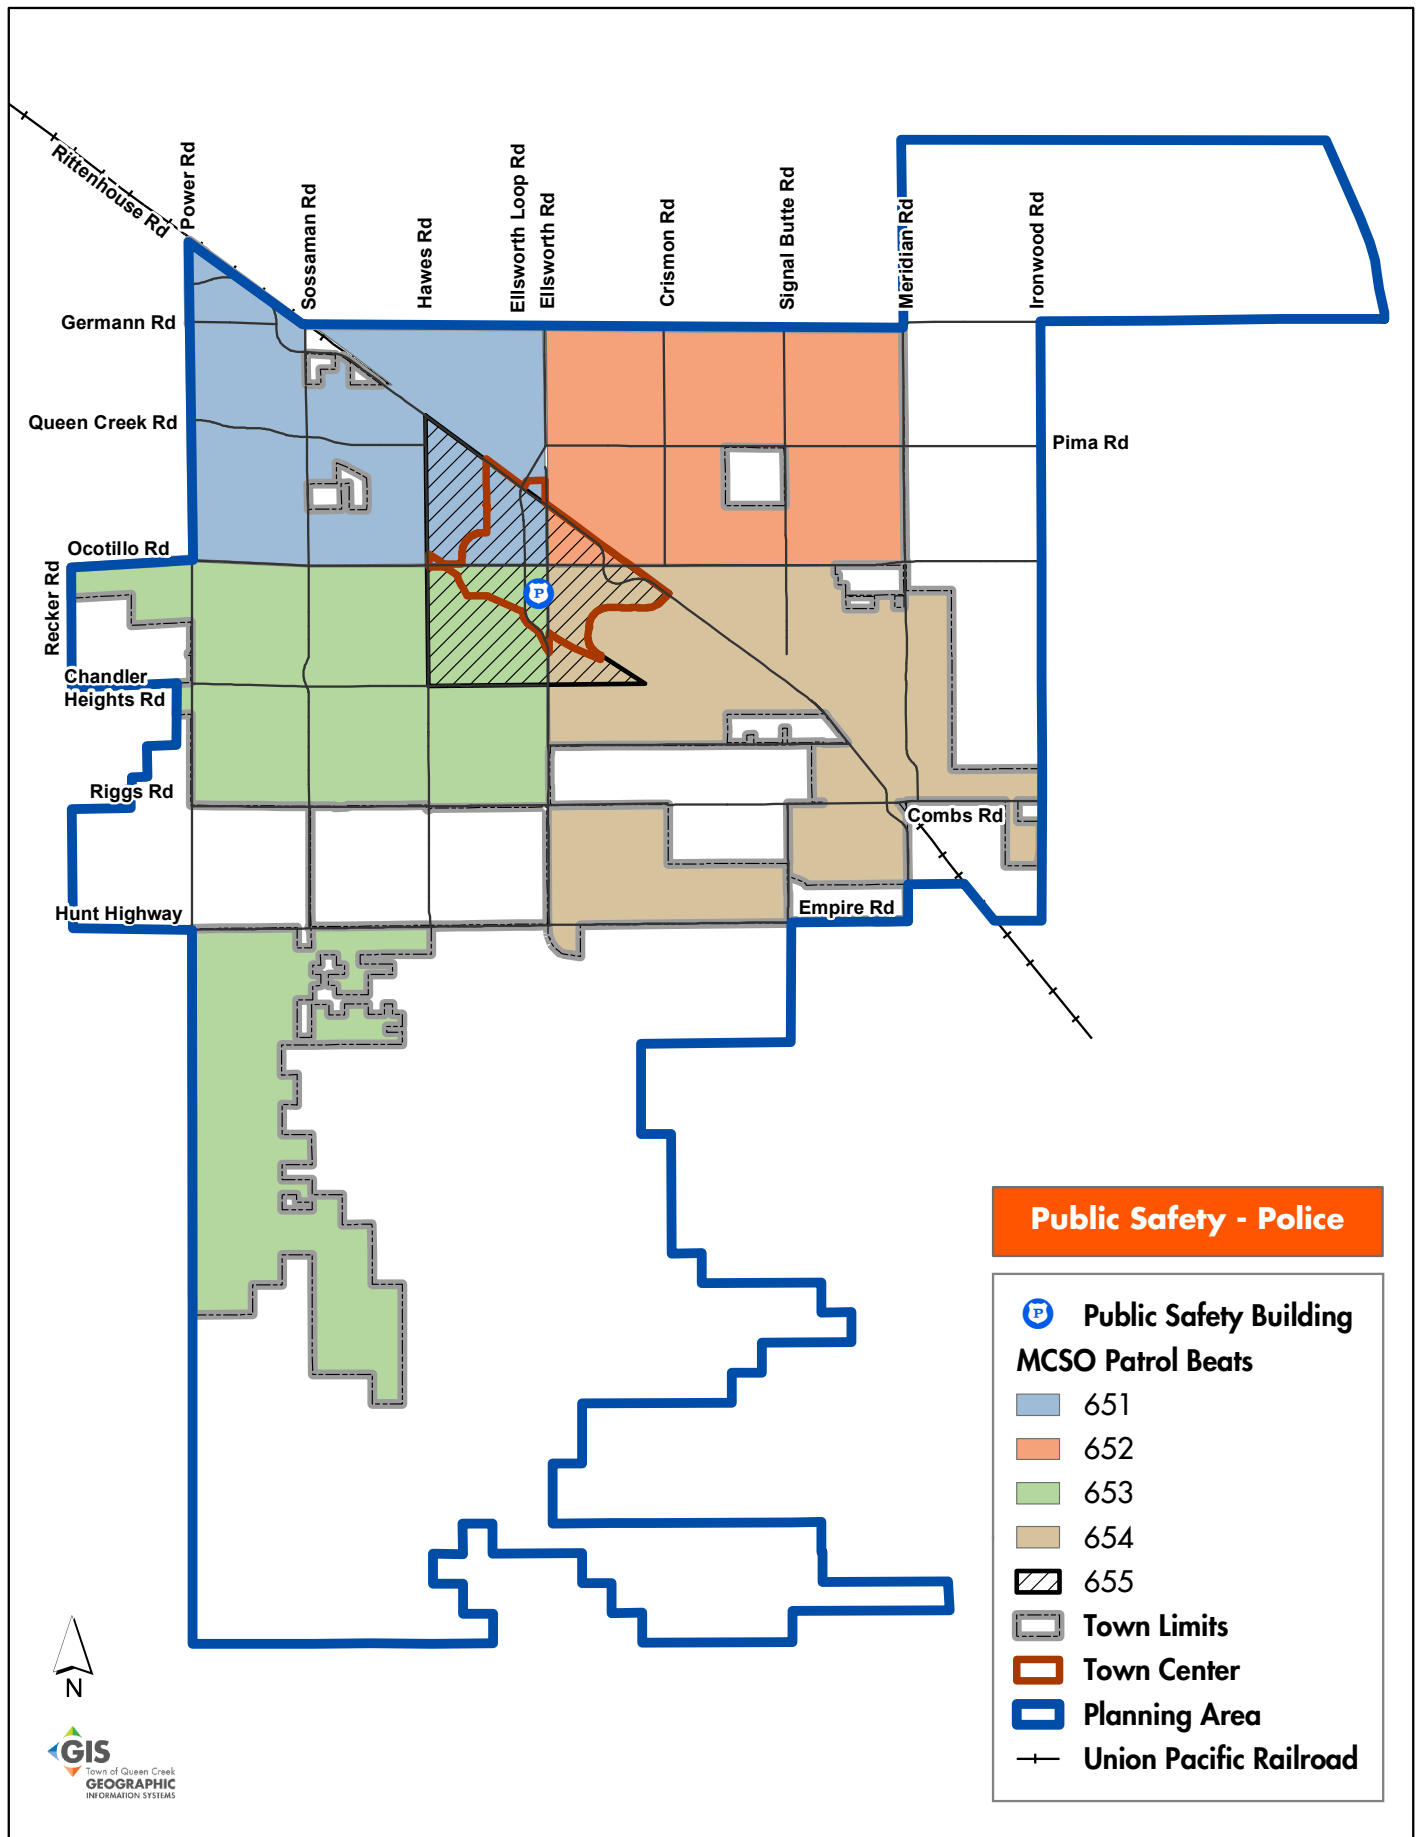 Rittenhouse Rd
Power Rd
Sossaman Rd
Hawes Rd
Ellsworth Loop Rd
Ellsworth Rd
Crismon Rd
Signal Butte Rd
Meridian Rd
Ironwood Rd
Germann Rd
Queen Creek Rd
Pima Rd
Ocotillo Rd
Recker Rd
P
Chandler
Heights Rd
Riggs Rd
Combs Rd
Hunt Highway
Empire Rd
Public Safety - Police
P Public Safety Building
MCSO Patrol Beats
651
652
653
654
655
Town Limits
Town Center
Planning Area
Union Pacific Railroad
N
GIS
Town of Queen Creek
GEOGRAPHIC
INFORMATION SYSTEMS